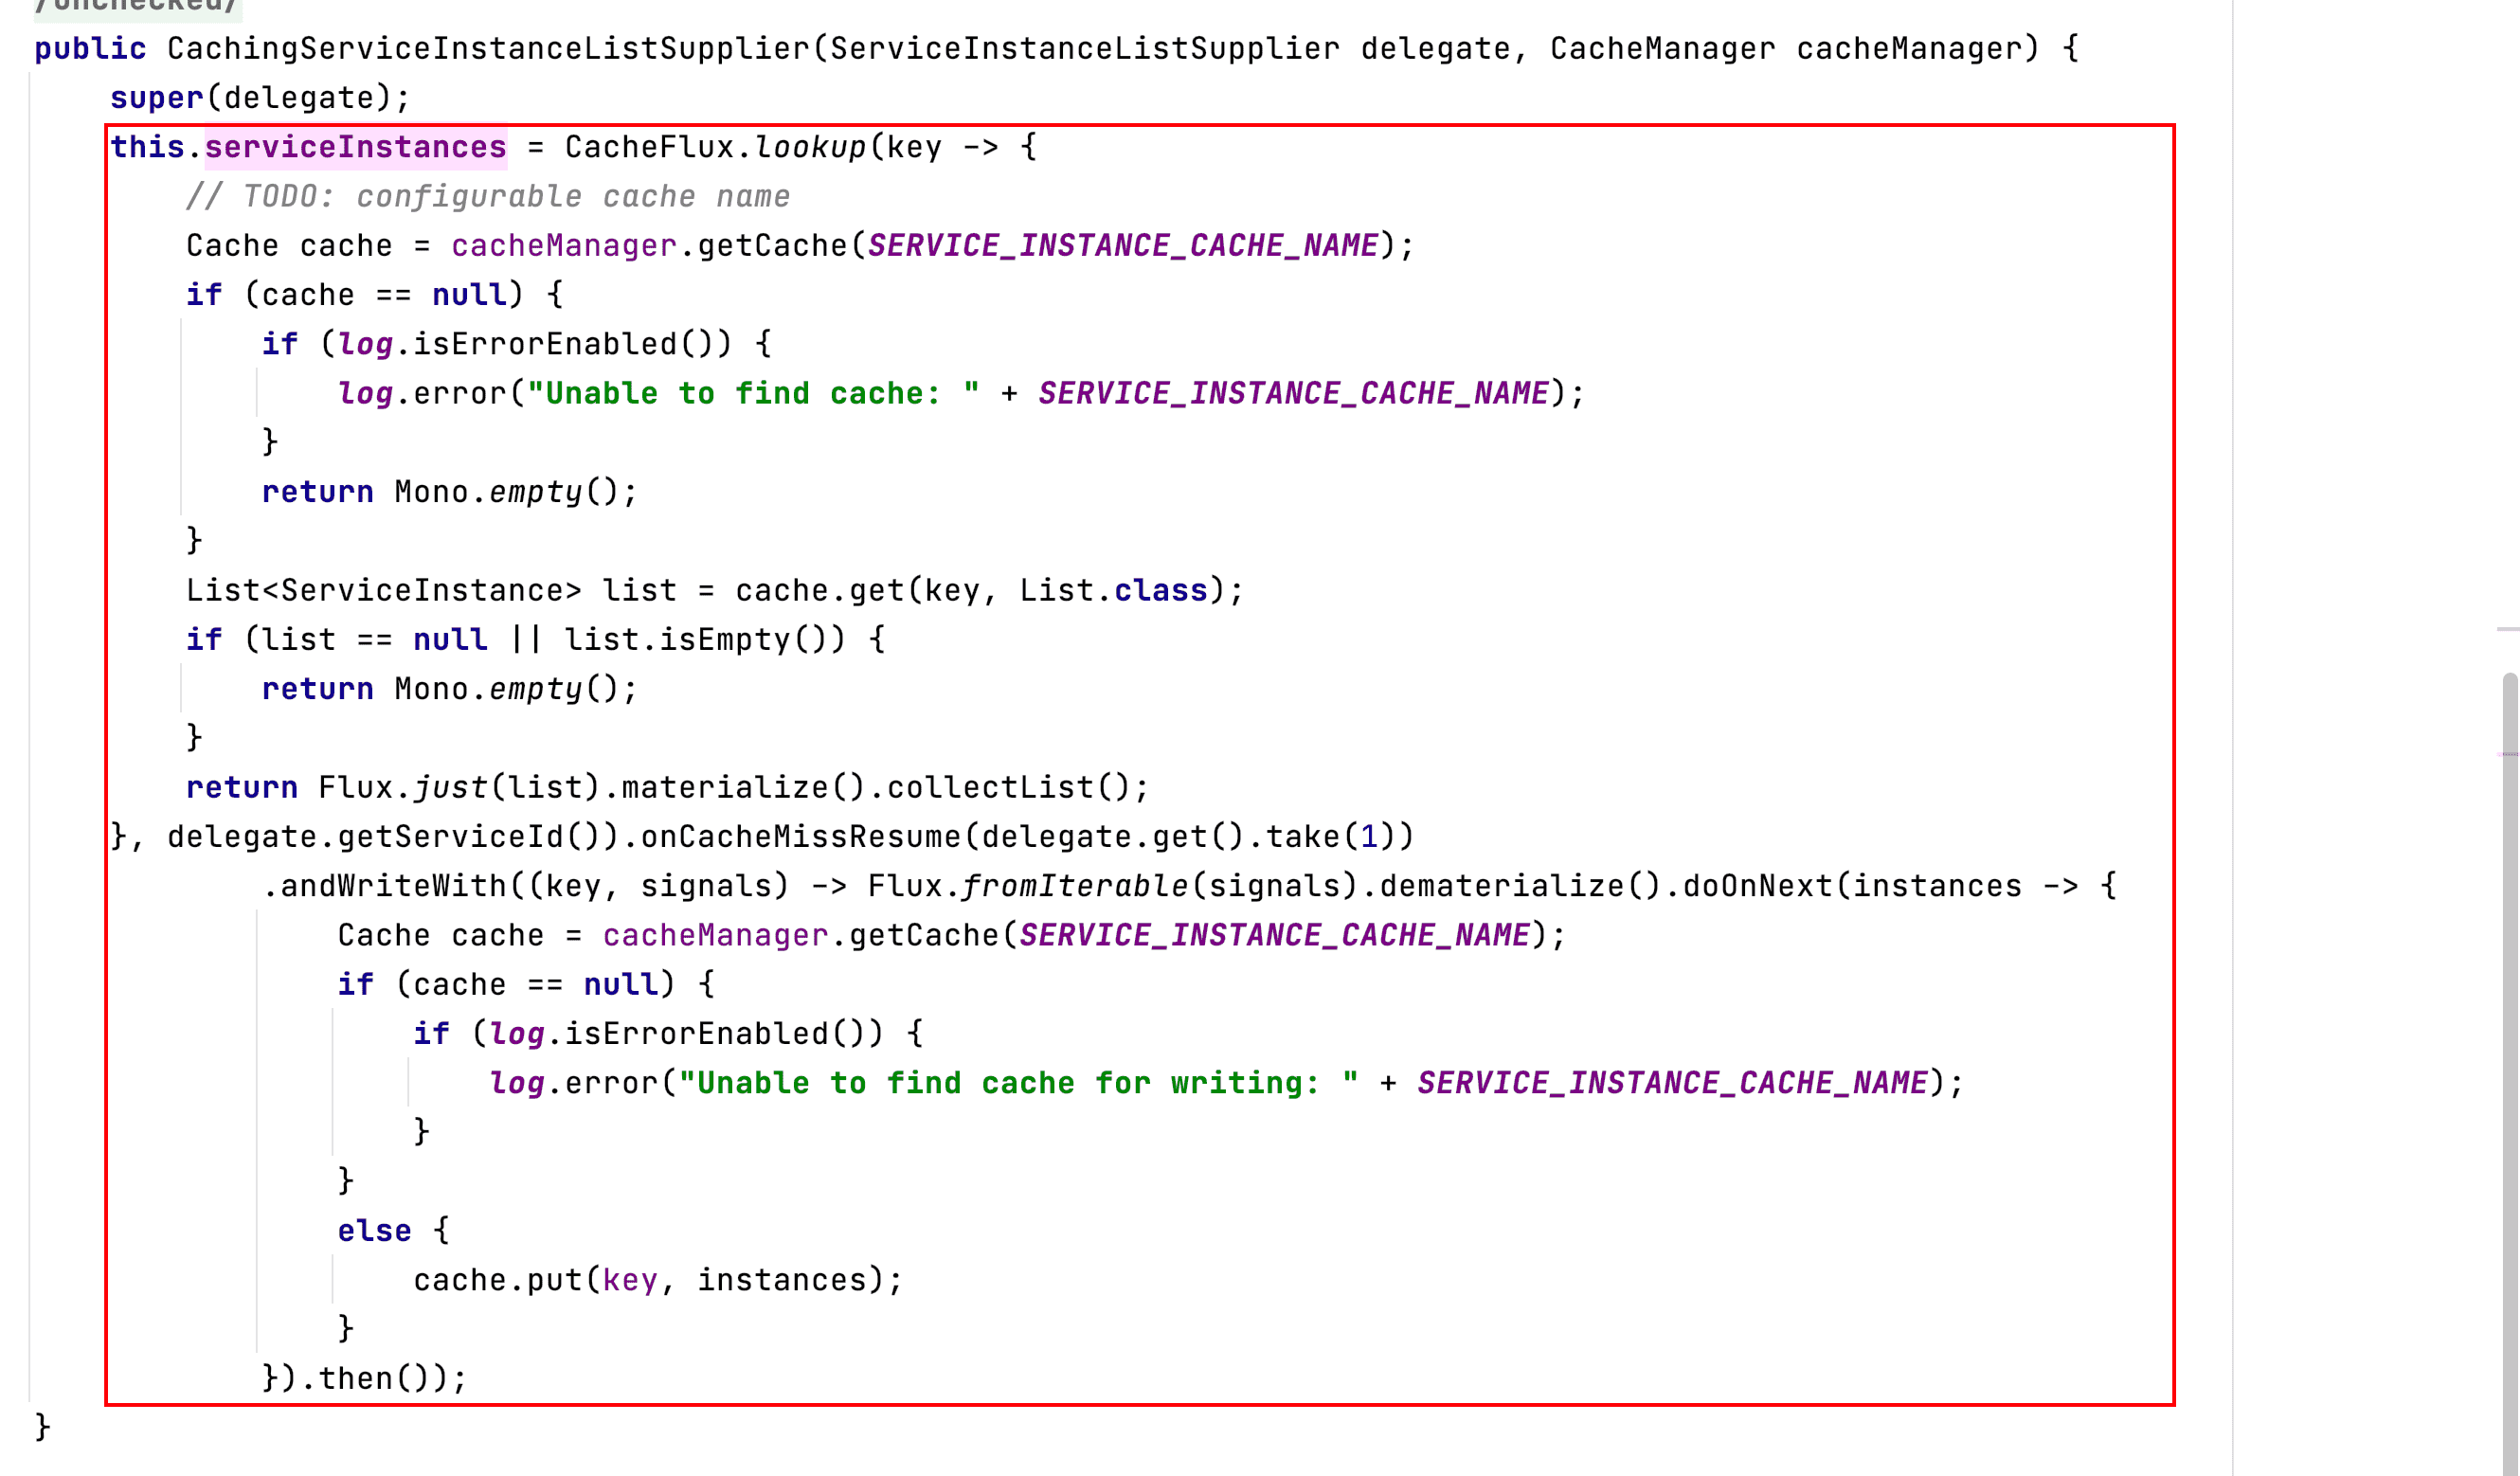 /unchecked/
public CachingServiceInstanceListSupplier(ServiceInstanceListSupplier delegate, CacheManager cacheManager) {
super(delegate);
this.serviceInstances = CacheFlux.lookup(key -> {
// TODO: configurable cache name
Cache cache = cacheManager.getCache(SERVICE_INSTANCE_CACHE_NAME);
if (cache == null) {
if (log.isErrorEnabled()) {
log.error("Unable to find cache: " + SERVICE_INSTANCE_CACHE_NAME);
}
return Mono.empty();
}
List<ServiceInstance> list = cache.get(key, List.class);
if (list == null || list.isEmpty()) {
return Mono.empty();
}
return Flux.just(list).materialize().collectList();
}, delegate.getServiceId()).onCacheMissResume(delegate.get().take(1))
.andWriteWith((key, signals) -> Flux.fromIterable(signals).dematerialize().doOnNext(instances -> {
Cache cache = cacheManager.getCache(SERVICE_INSTANCE_CACHE_NAME);
if (cache == null) {
if (log.isErrorEnabled()) {
log.error("Unable to find cache for writing: " + SERVICE_INSTANCE_CACHE_NAME);
}
}
else {
cache.put(key, instances);
}
}).then());
}